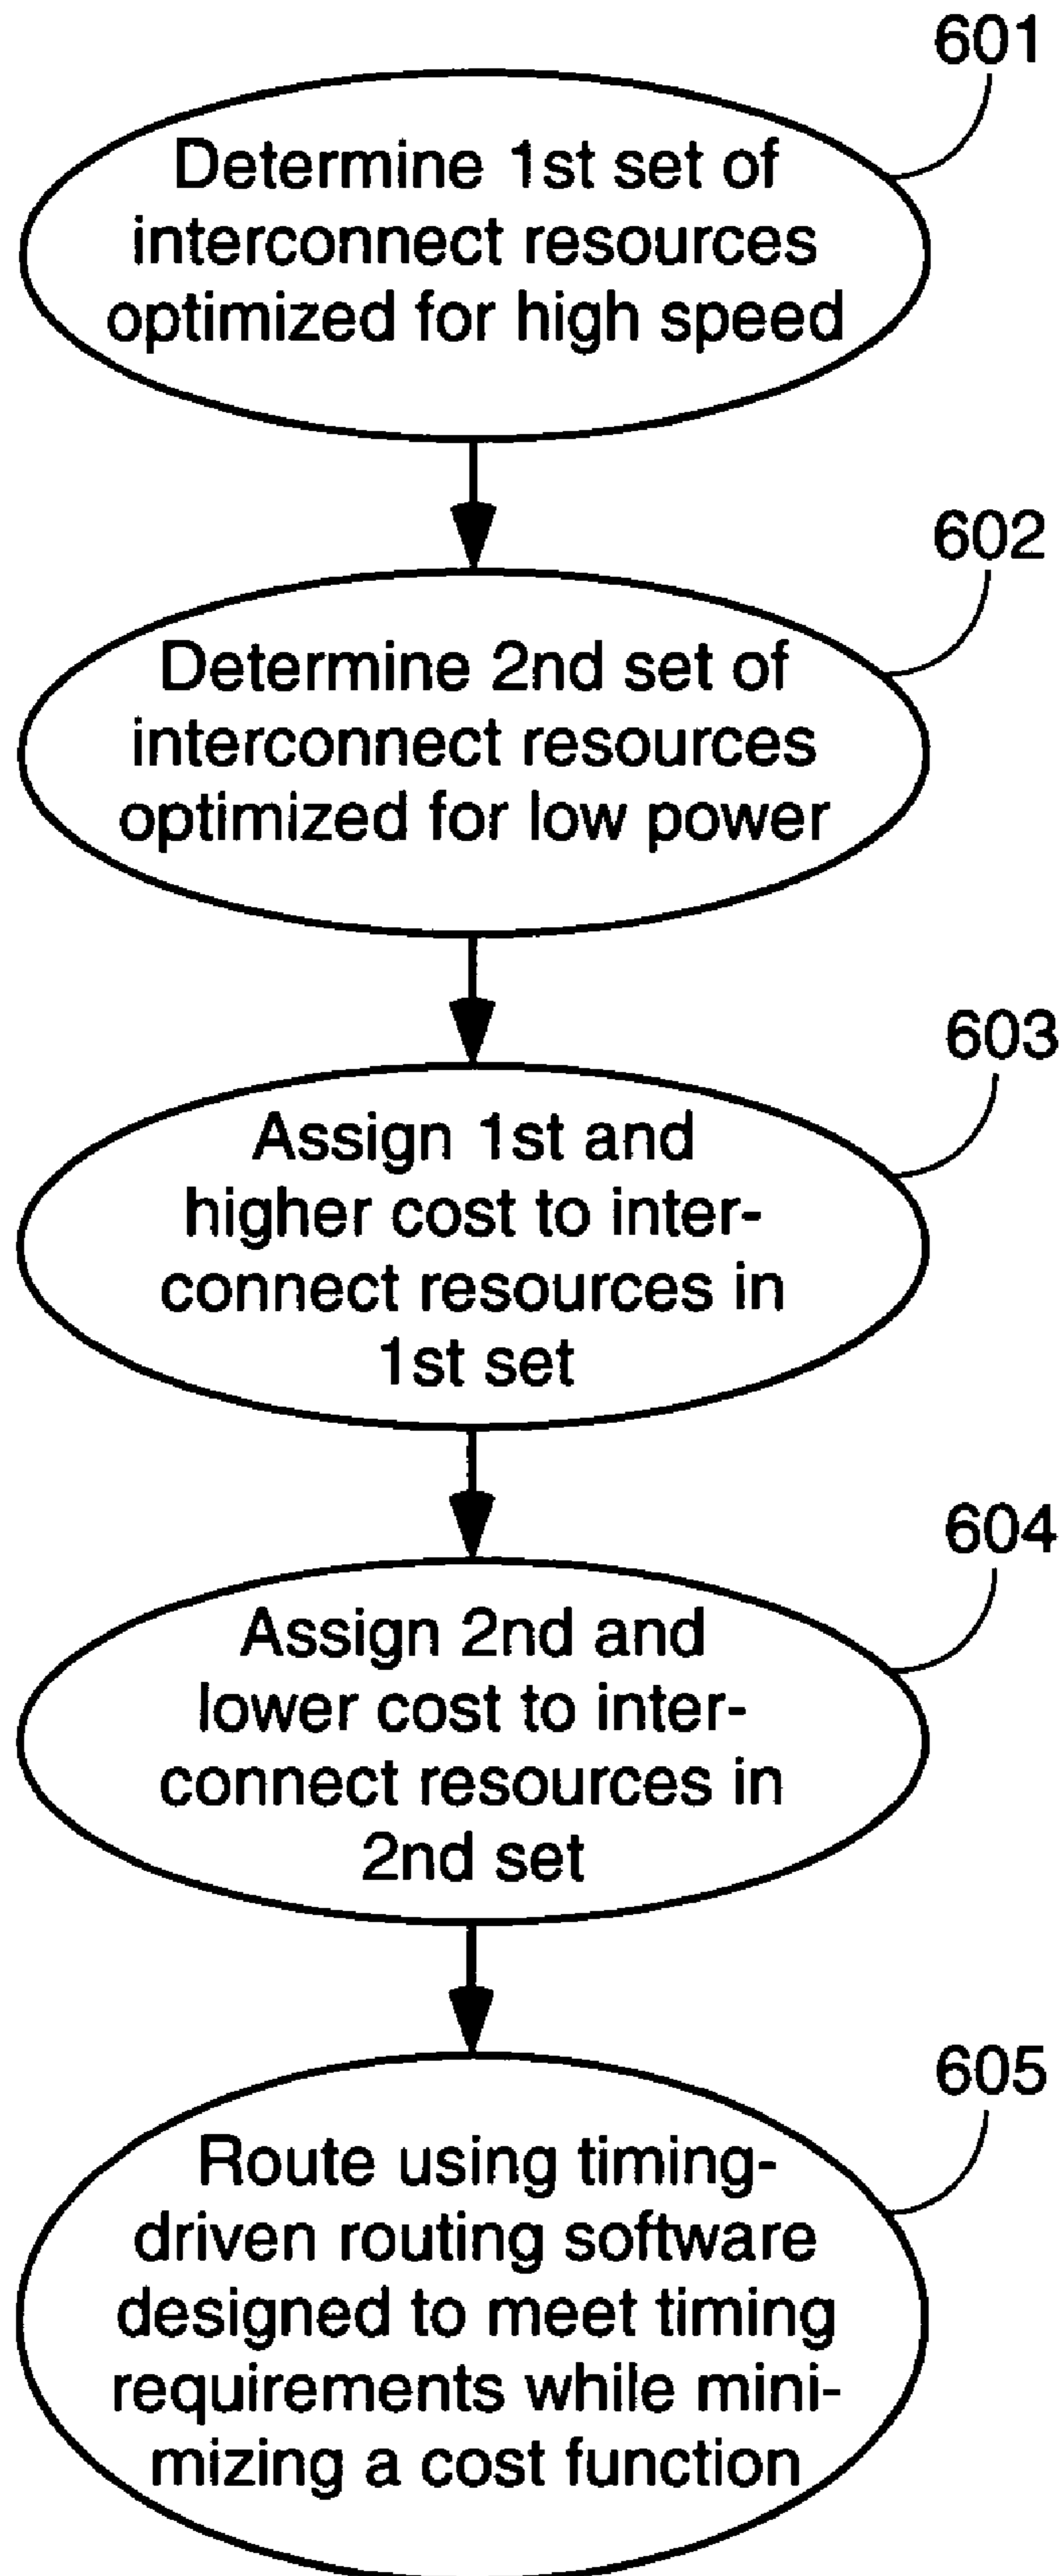 601
Determine 1st set of
interconnect resources
optimized for high speed
602
Determine 2nd set of
interconnect resources
optimized for low power
603
Assign 1st and
higher cost to inter-
connect resources in
1st set
604
Assign 2nd and
lower cost to inter-
connect resources in
2nd set
605
Route using timing-
driven routing software
designed to meet timing
requirements while mini-
mizing a cost function